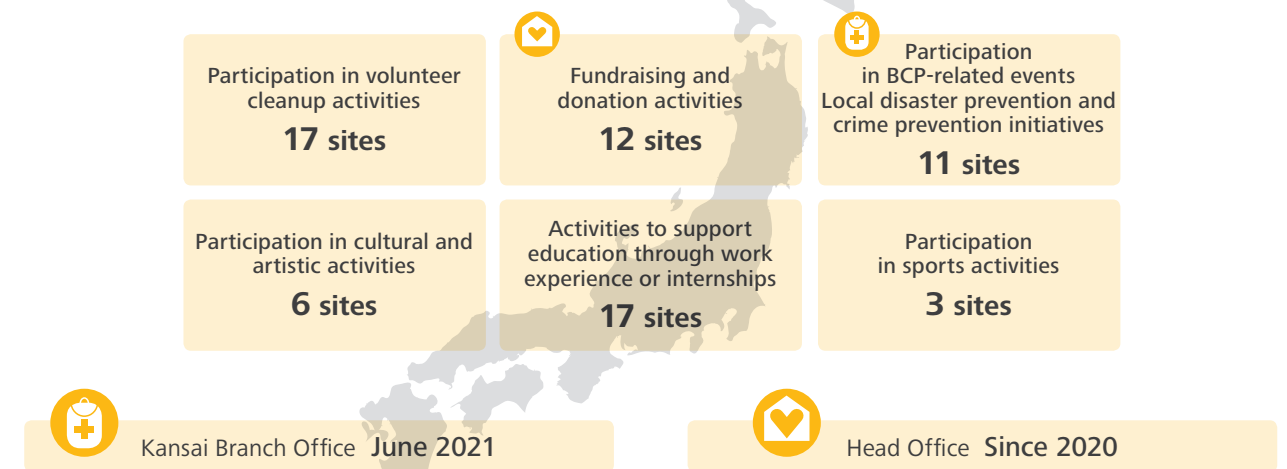 Participation in volunteer
cleanup activities
17 sites
Fundraising and
donation activities
12 sites
Participation
in BCP-related events
Local disaster prevention and
crime prevention initiatives
11 sites
Participation in cultural and
artistic activities
6 sites
Activities to support
education through work
experience or internships
17 sites
Participation
in sports activities
3 sites
Kansai Branch Office June 2021
Head Office Since 2020